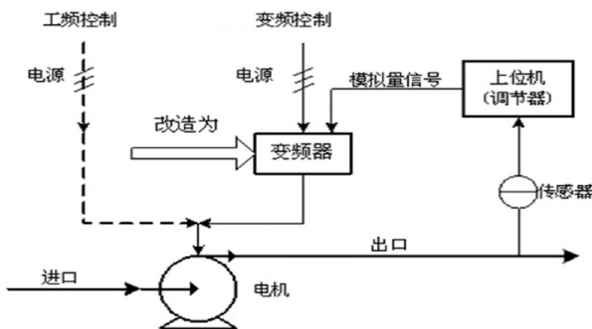 工频控制
变频控制
电源
电源
模拟量信号
上位机
(调节器)
改造为
变频器
传感器
出口
进口
电机